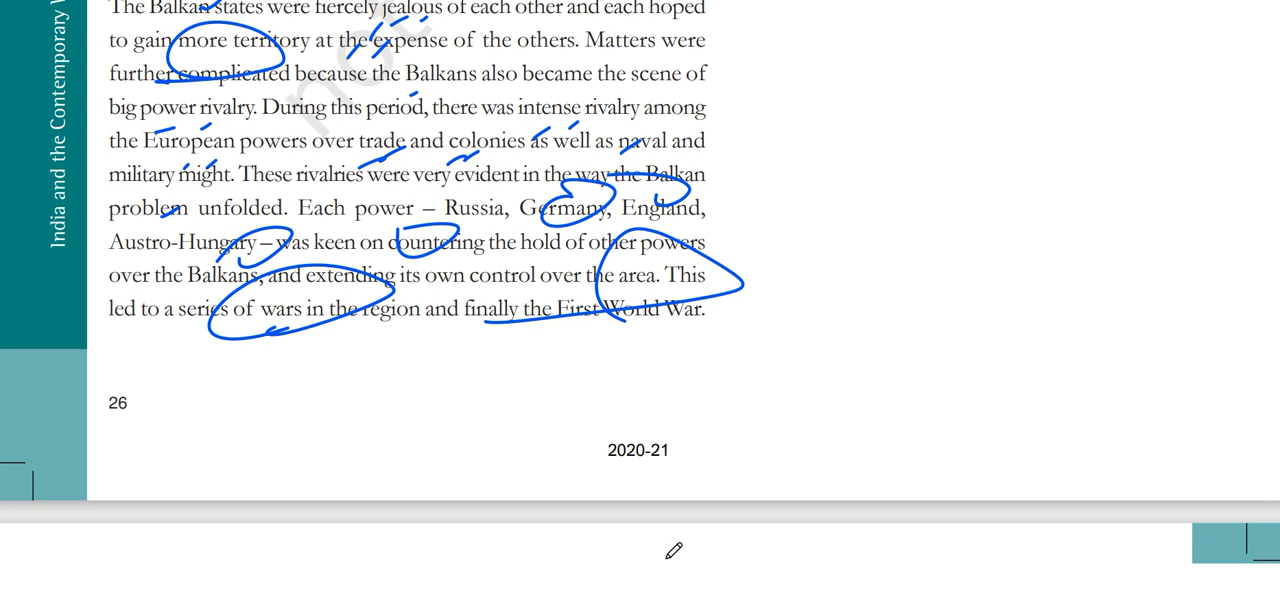 The Balkan states were fiercely jealous of each other and each hoped
to gain more territory at the expense of the others. Matters were
further complicated because the Balkans also became the scene of
big power rivalry. During this period, there was intense rivalry among
the European powers over trade and colonies as well as naval and
military might. These rivalries were very evident in the way the Balkan
problem unfolded. Each power – Russia, Germany, England,
Austro-Hungary – was keen on countering the hold of other powers
over the Balkans, and extending its own control over the area. This
led to a series of wars in the region and finally the First World War.
26
2020-21
India and the Contemporary
not